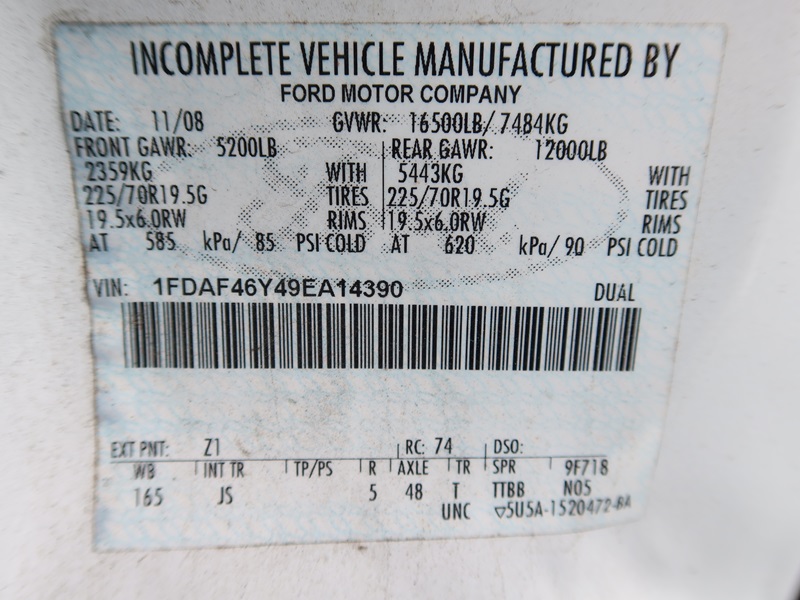 INCOMPLETE VEHICLE MANUFACTURED BY
FORD MOTOR COMPANY
DATE: 11/08 GVWR: 16500LB/ 7484KG
FRONT GAWR: 5200LB REAR GAWR: 12000LB
2359KG WITH 5443KG WITH
225/70R19.5G TIRES 225/70R19.5G TIRES
19.5x6.0RW RIMS 19.5x6.0RW RIMS
AT 585 kPa/ 85 PSI COLD AT 620 kPa/ 90 PSI COLD
VIN: 1FDAF46Y49EA14390 DUAL
EXT PNT: Z1 RC: 74 DSO:
WB INT TR TP/PS R AXLE TR SPR 9F718
165 JS 5 48 T TTBB N05
UNC ▽5U5A-1520472-BA